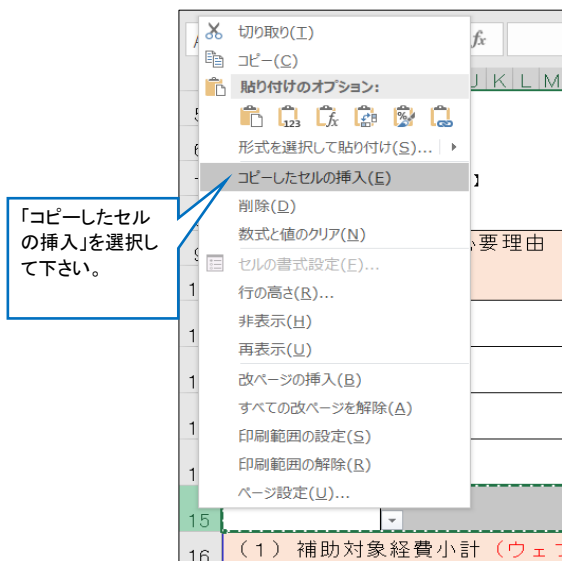 切り取り(T)
fx
コピー(C)
貼り付けのオプション:
J K L M
123
fx
形式を選択して貼り付け(S)...
コピーしたセルの挿入(E)
】
「コピーしたセル
の挿入」を選択し
て下さい。
削除(D)
数式と値のクリア(N)
要理由
セルの書式設定(F)...
行の高さ(R)...
非表示(H)
再表示(U)
改ページの挿入(B)
すべての改ページを解除(A)
印刷範囲の設定(S)
印刷範囲の解除(R)
ページ設定(U)...
15
16
(1) 補助対象経費小計 (ウェ